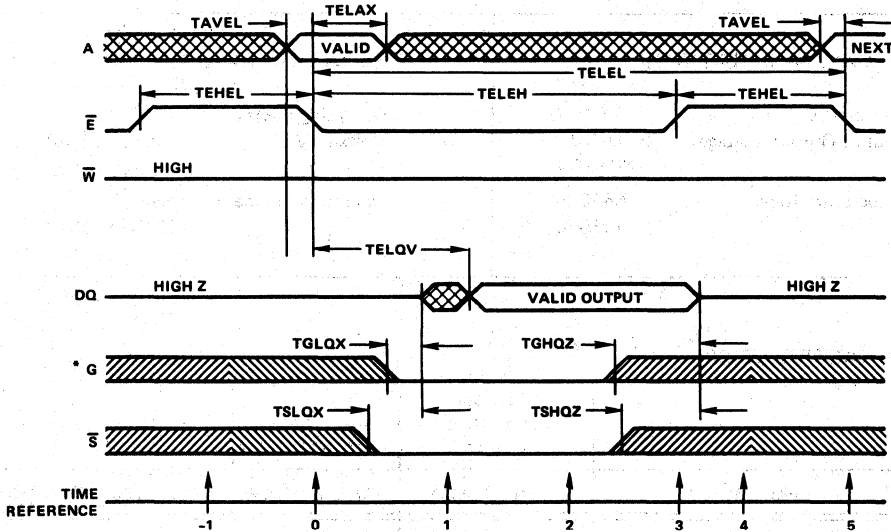 TELAX
TAVEL
TAVEL
A
VALID
NEXT
TELEL
TEHEL
TELEH
TEHEL
E̅
W̅
HIGH
TELQV
DQ
HIGH Z
VALID OUTPUT
HIGH Z
TGLQX
TGHQZ
* G
TSLQX
TSHQZ
S̅
TIME
REFERENCE
-1 0 1 2 3 4 5